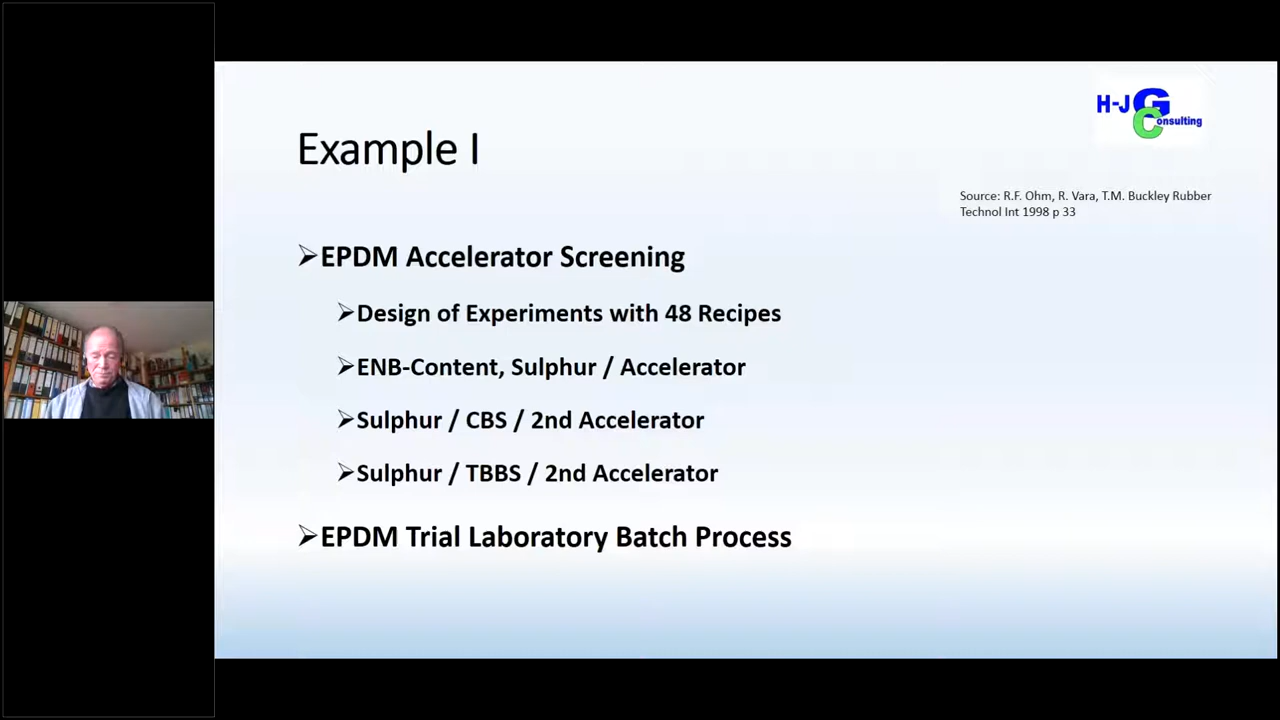 H-J G Consulting
Example I
Source: R.F. Ohm, R. Vara, T.M. Buckley Rubber
Technol Int 1998 p 33
➢EPDM Accelerator Screening
➢Design of Experiments with 48 Recipes
➢ENB-Content, Sulphur / Accelerator
➢Sulphur / CBS / 2nd Accelerator
➢Sulphur / TBBS / 2nd Accelerator
➢EPDM Trial Laboratory Batch Process